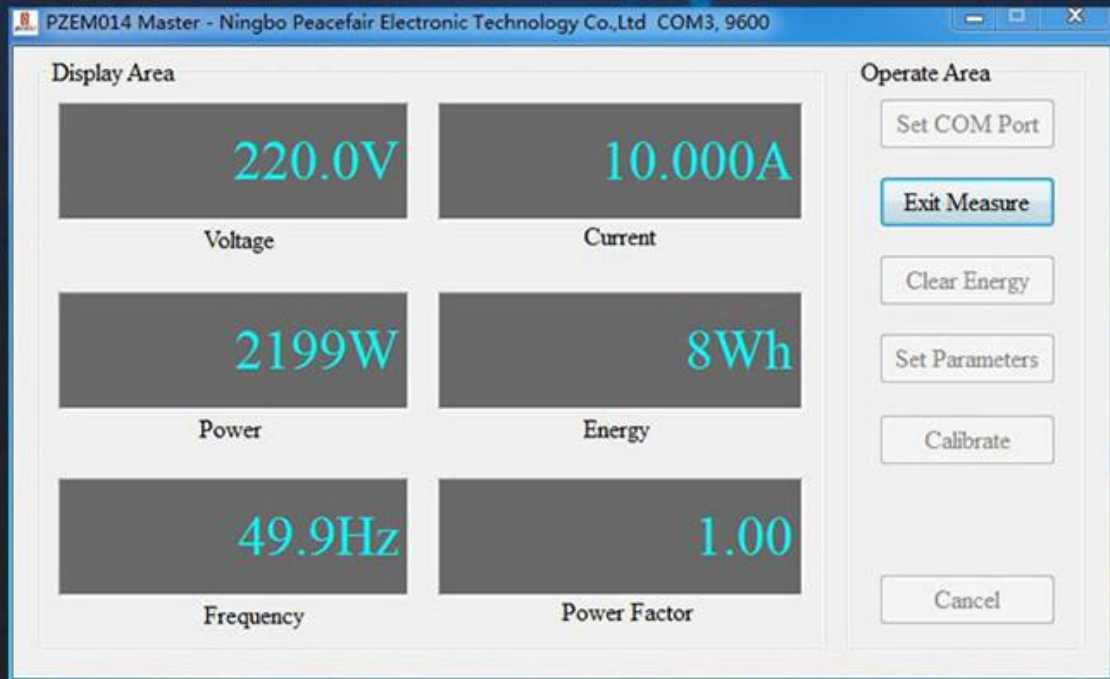 PZEM014 Master - Ningbo Peacefair Electronic Technology Co.,Ltd COM3, 9600
Display Area
220.0V
10.000A
Voltage
Current
2199W
8Wh
Power
Energy
49.9Hz
1.00
Frequency
Power Factor
Operate Area
Set COM Port
Exit Measure
Clear Energy
Set Parameters
Calibrate
Cancel